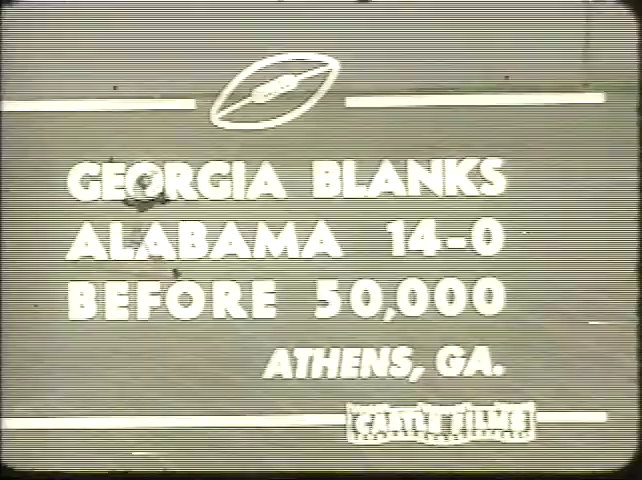 GEORGIA BLANKS
ALABAMA 14-0
BEFORE 50,000
ATHENS, GA.
CASTLE FILMS